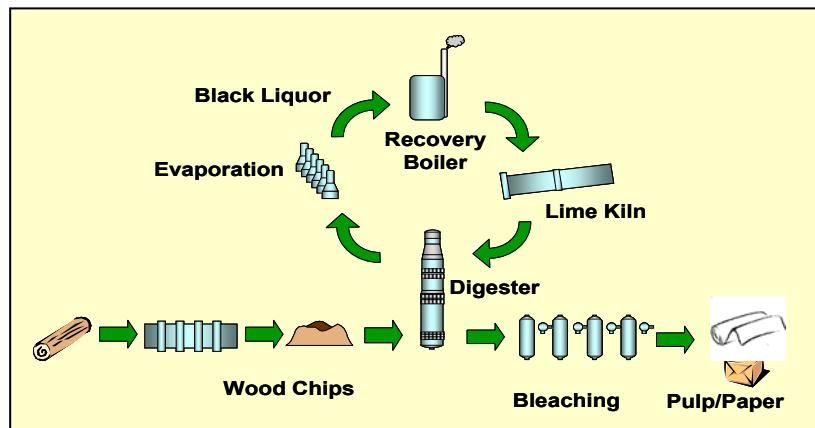 Black Liquor
Recovery
Boiler
Evaporation
Lime Kiln
Digester
Wood Chips
Bleaching
Pulp/Paper